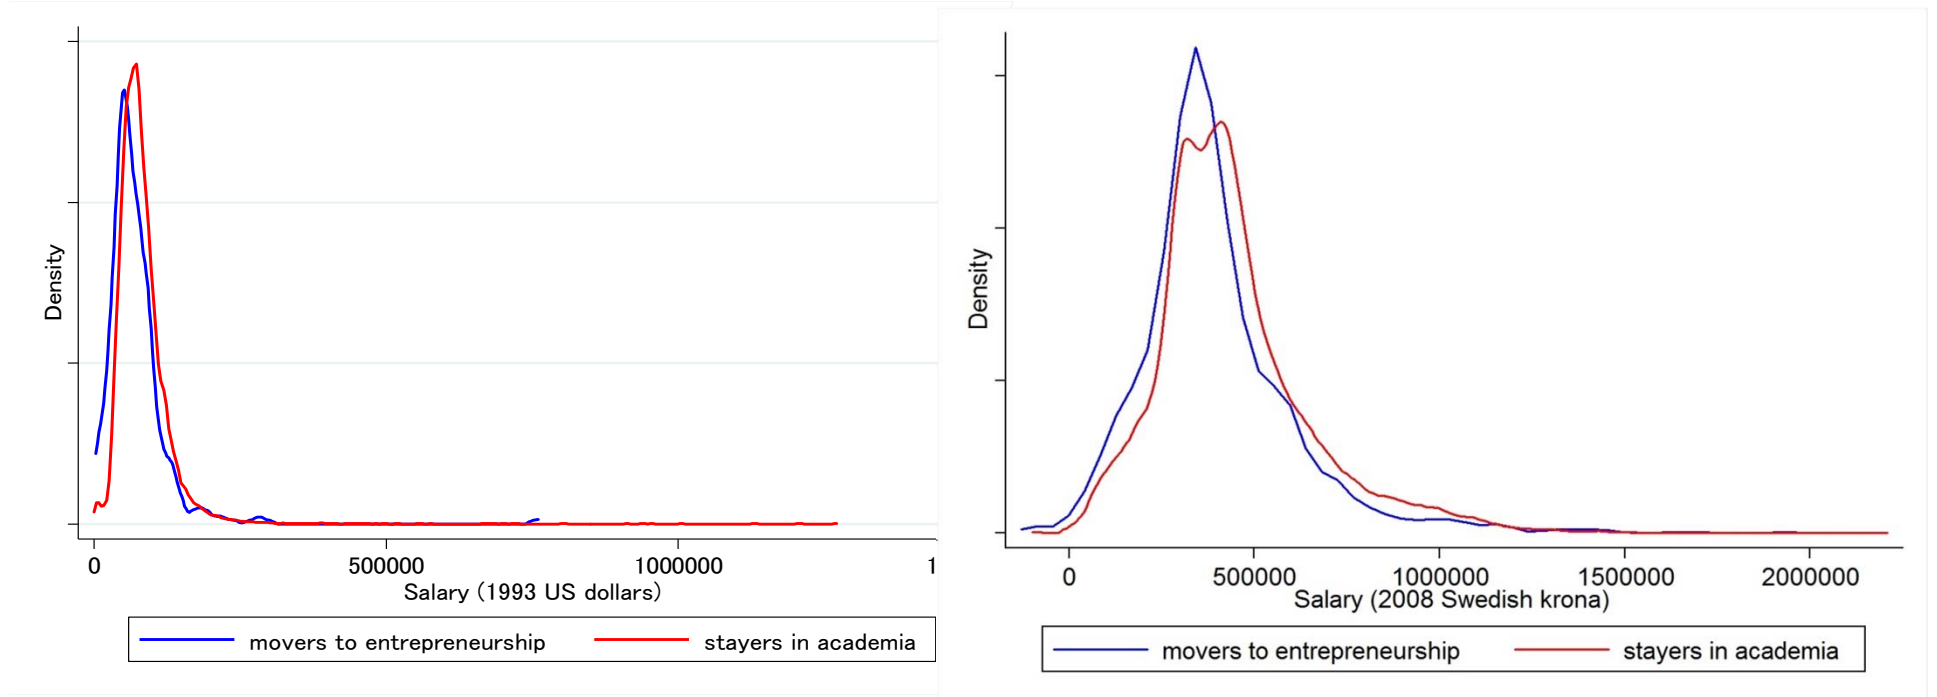 Density
0 500000 1000000 1
Salary (1993 US dollars)
movers to entrepreneurship stayers in academia
Density
0 500000 1000000 1500000 2000000
Salary (2008 Swedish krona)
movers to entrepreneurship stayers in academia